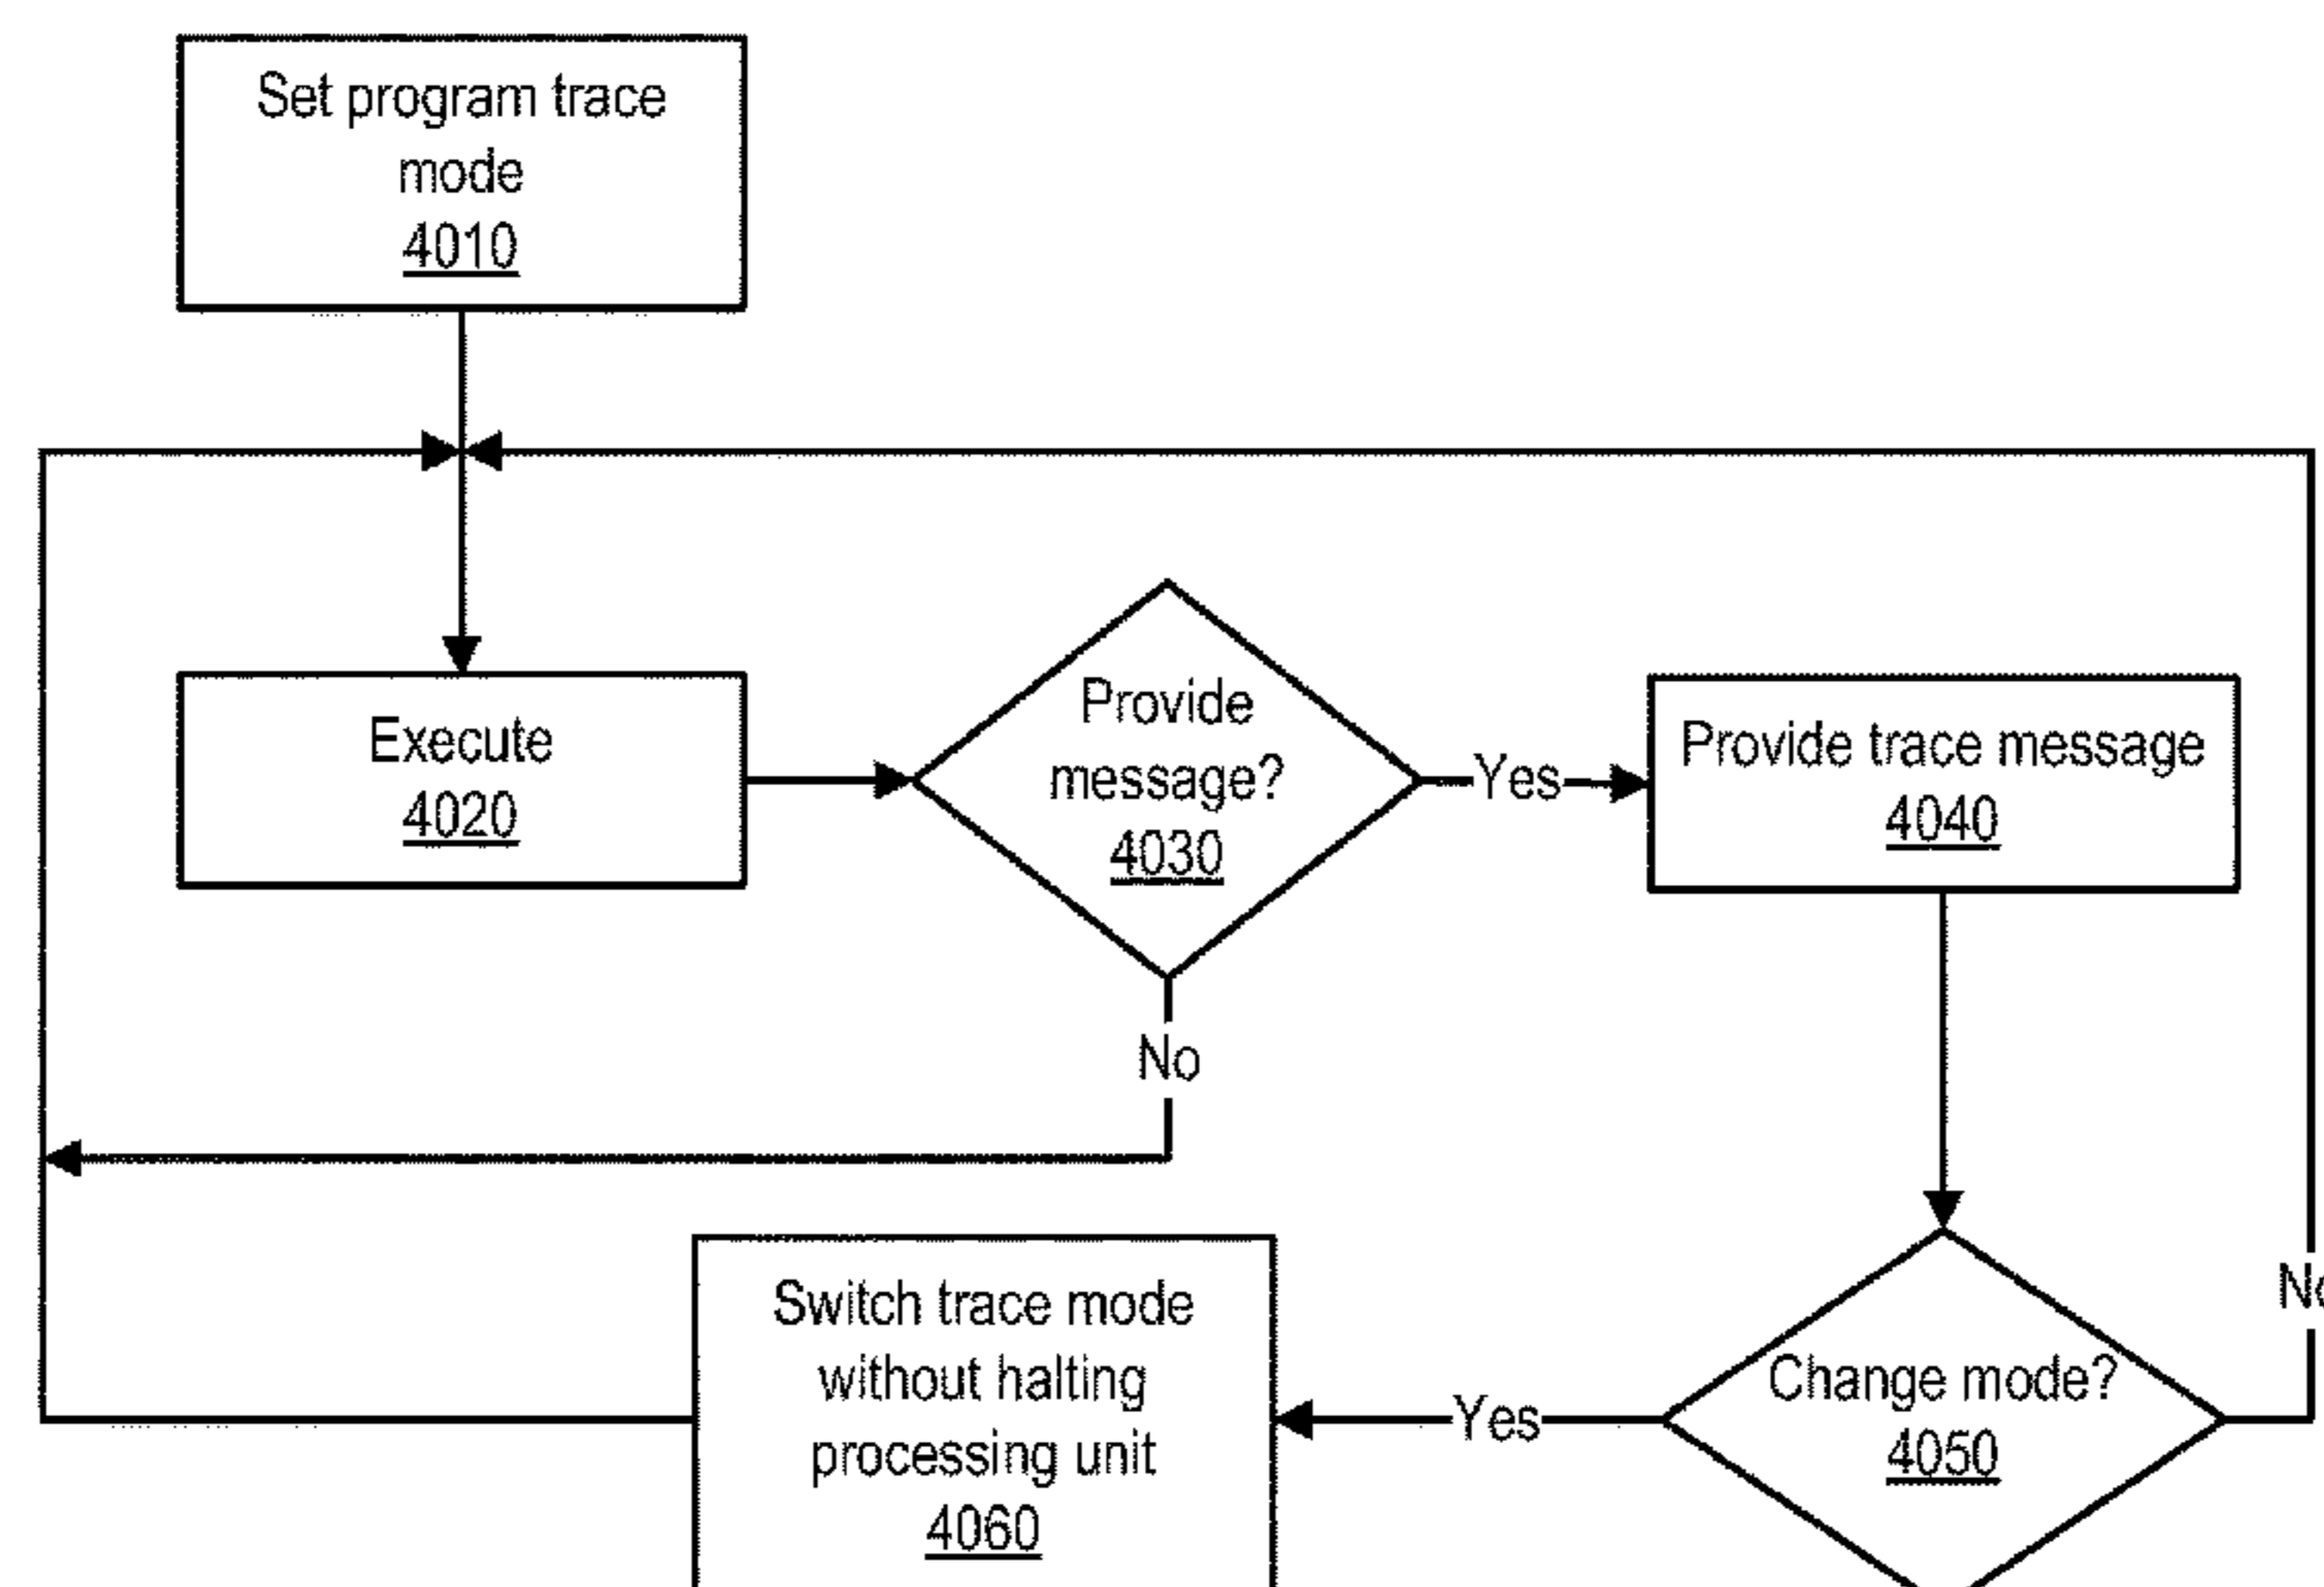 Set program trace
mode
4010
Execute
4020
Provide
message?
4030
Yes
Provide trace message
4040
No
Switch trace mode
without halting
processing unit
4060
Yes
Change mode?
4050